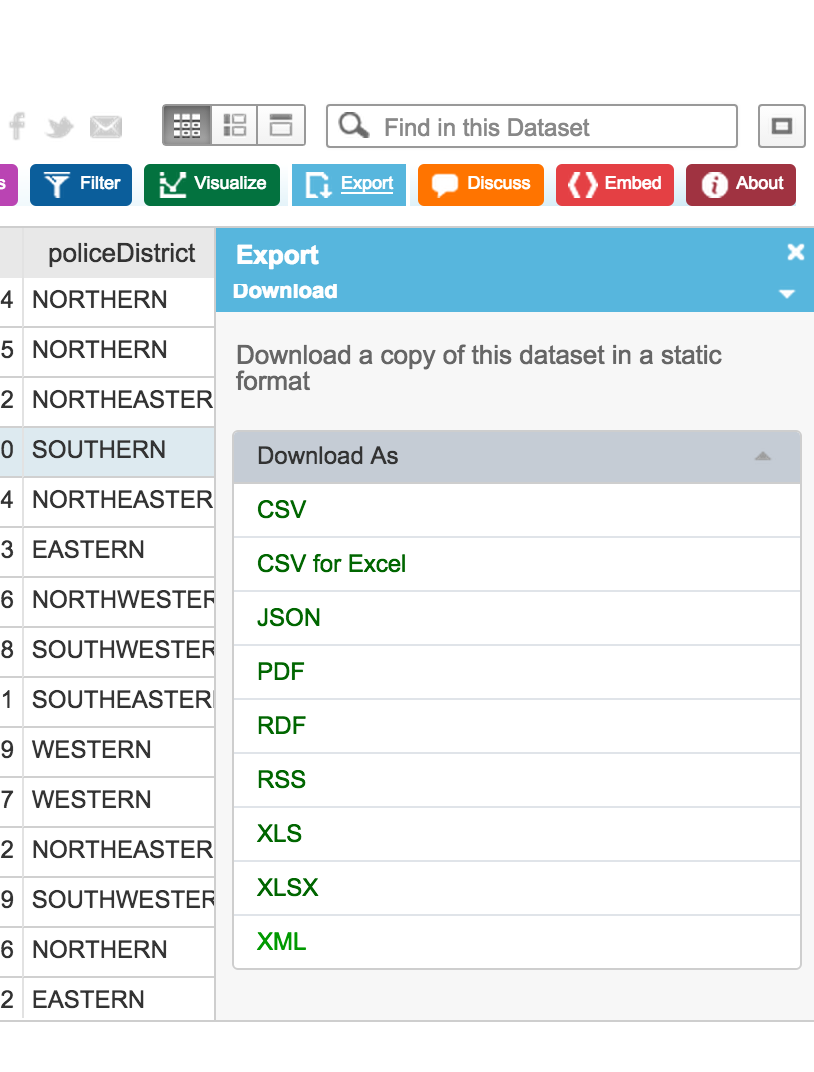 Find in this Dataset
s Filter Visualize Export Discuss Embed About
policeDistrict
4 NORTHERN
5 NORTHERN
2 NORTHEASTER
0 SOUTHERN
4 NORTHEASTER
3 EASTERN
6 NORTHWESTER
8 SOUTHWESTER
1 SOUTHEASTER
9 WESTERN
7 WESTERN
2 NORTHEASTER
9 SOUTHWESTER
6 NORTHERN
2 EASTERN
Export
Download
Download a copy of this dataset in a static
format
Download As
CSV
CSV for Excel
JSON
PDF
RDF
RSS
XLS
XLSX
XML